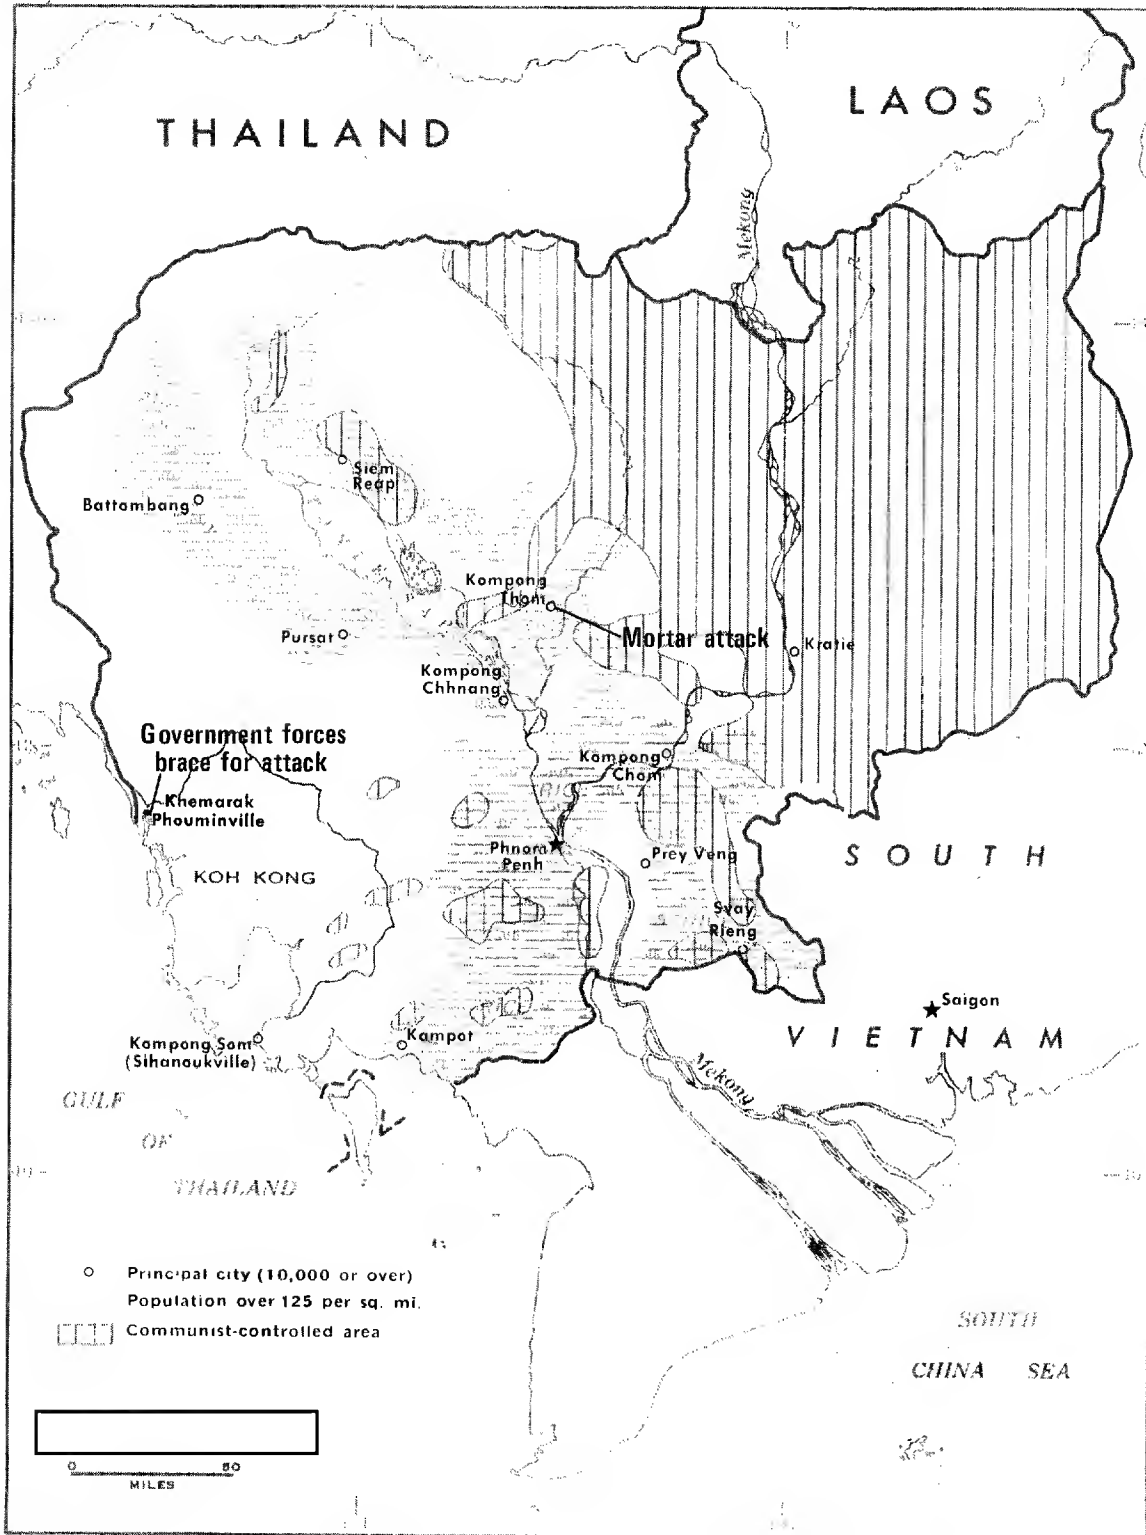 THAILAND
LAOS
Mekong
Siem
Reap
Battambang
Kompong
Thom
Mortar attack
Kratie
Pursat
Kompong
Chhnang
Government forces
brace for attack
Kompong
Cham
Khemarak
Phouminville
Phnom
Penh
Prey Veng
SOUTH
KOH KONG
Svay
Rieng
Saigon
VIETNAM
Kompong Som
(Sihanoukville)
Kampot
Mekong
GULF
OF
THAILAND
10
10
Principal city (10,000 or over)
Population over 125 per sq. mi.
Communist-controlled area
SOUTH
CHINA SEA
0 50
MILES